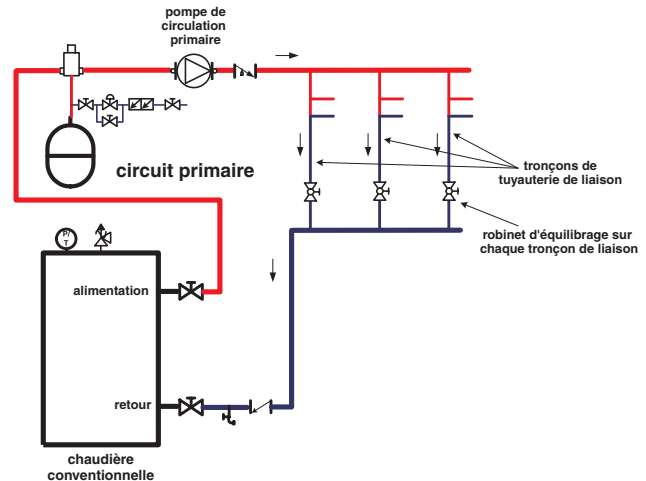 pompe de
circulation
primaire
circuit primaire
tronçons de
tuyauterie de liaison
robinet d'équilibrage sur
chaque tronçon de liaison
P/
T
alimentation
retour
chaudière
conventionnelle